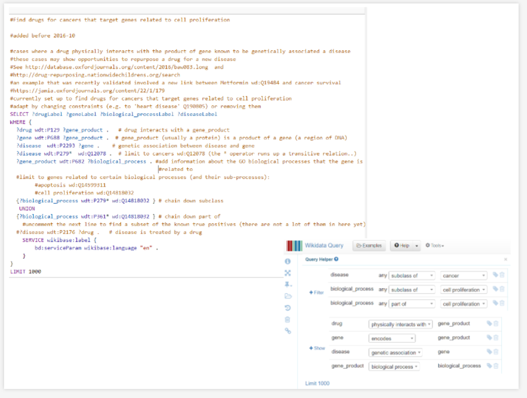 #Find drugs for cancers that target genes related to cell proliferation
#added before 2016-10
#cases where a drug physically interacts with the product of gene known to be genetically associated a disease
#these cases may show opportunities to repurpose a drug for a new disease
#See http://database.oxfordjournals.org/content/2016/baw083.long and
#http://drug-repurposing.nationwidechildrens.org/search
#an example that was recently validated involved a new link between Metformin wd:Q19484 and cancer survival
#https://jamia.oxfordjournals.org/content/22/1/179
#currently set up to find drugs for cancers that target genes related to cell proliferation
#adapt by changing constraints (e.g. to 'heart disease' Q190805) or removing them
SELECT ?drugLabel ?geneLabel ?biological_processLabel ?diseaseLabel
WHERE {
?drug wdt:P129 ?gene_product . # drug interacts with a gene_product
?gene wdt:P688 ?gene_product . # gene_product (usually a protein) is a product of a gene (a region of DNA)
?disease wdt:P2293 ?gene . # genetic association between disease and gene
?disease wdt:P279* wd:Q12078 . # limit to cancers wd:Q12078 (the * operator runs up a transitive relation..)
?gene_product wdt:P682 ?biological_process . #add information about the GO biological processes that the gene is
#related to
#limit to genes related to certain biological processes (and their sub-processes):
#apoptosis wd:Q14599311
#cell proliferation wd:Q14818032
{?biological_process wdt:P279* wd:Q14818032 } # chain down subclass
UNION
{?biological_process wdt:P361* wd:Q14818032 } # chain down part of
#uncomment the next line to find a subset of the known true positives (there are not a lot of them in here yet)
#?disease wdt:P2176 ?drug . # disease is treated by a drug
SERVICE wikibase:label {
bd:serviceParam wikibase:language "en" .
}
}
LIMIT 1000
Wikidata Query Examples Help Tools
Query Helper
Filter
disease any subclass of cancer
biological_process any subclass of cell proliferation
biological_process any part of cell proliferation
Show
drug physically interacts with gene_product
gene encodes gene_product
disease genetic association gene
gene_product biological process biological_process
Limit 1000